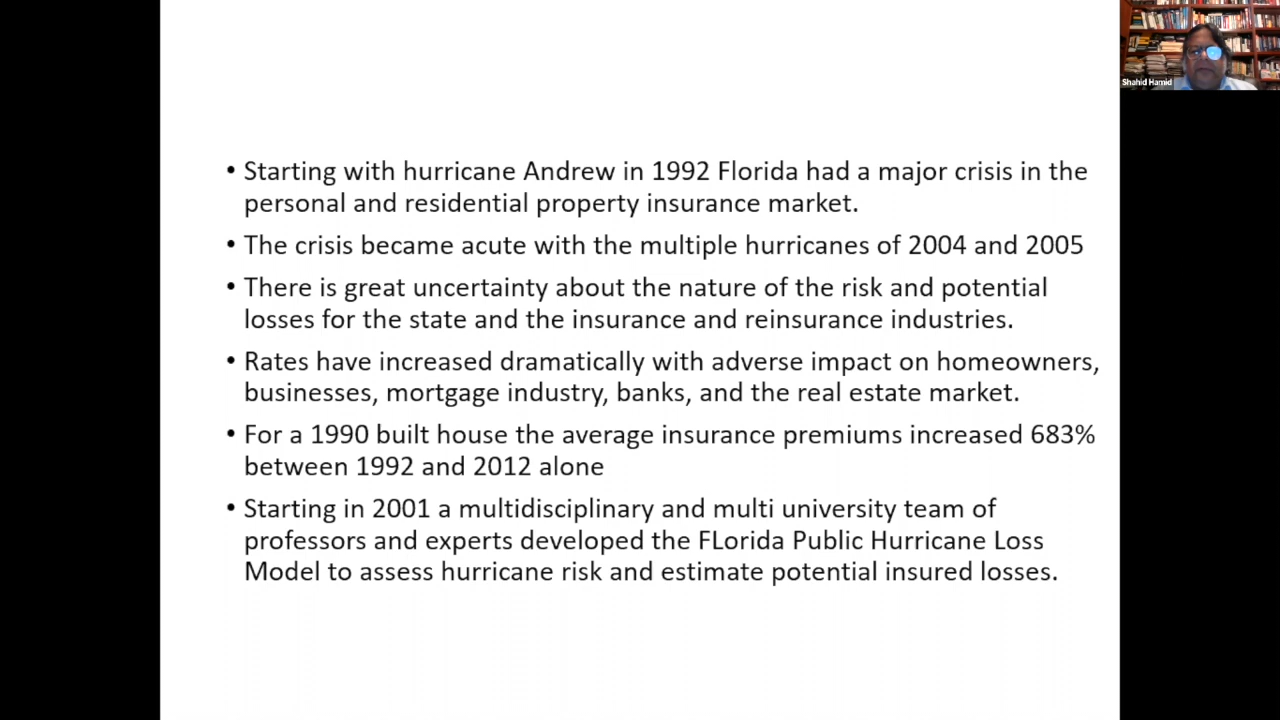 • Starting with hurricane Andrew in 1992 Florida had a major crisis in the
personal and residential property insurance market.
• The crisis became acute with the multiple hurricanes of 2004 and 2005
• There is great uncertainty about the nature of the risk and potential
losses for the state and the insurance and reinsurance industries.
• Rates have increased dramatically with adverse impact on homeowners,
businesses, mortgage industry, banks, and the real estate market.
• For a 1990 built house the average insurance premiums increased 683%
between 1992 and 2012 alone
• Starting in 2001 a multidisciplinary and multi university team of
professors and experts developed the FLorida Public Hurricane Loss
Model to assess hurricane risk and estimate potential insured losses.
Shahid Hamid